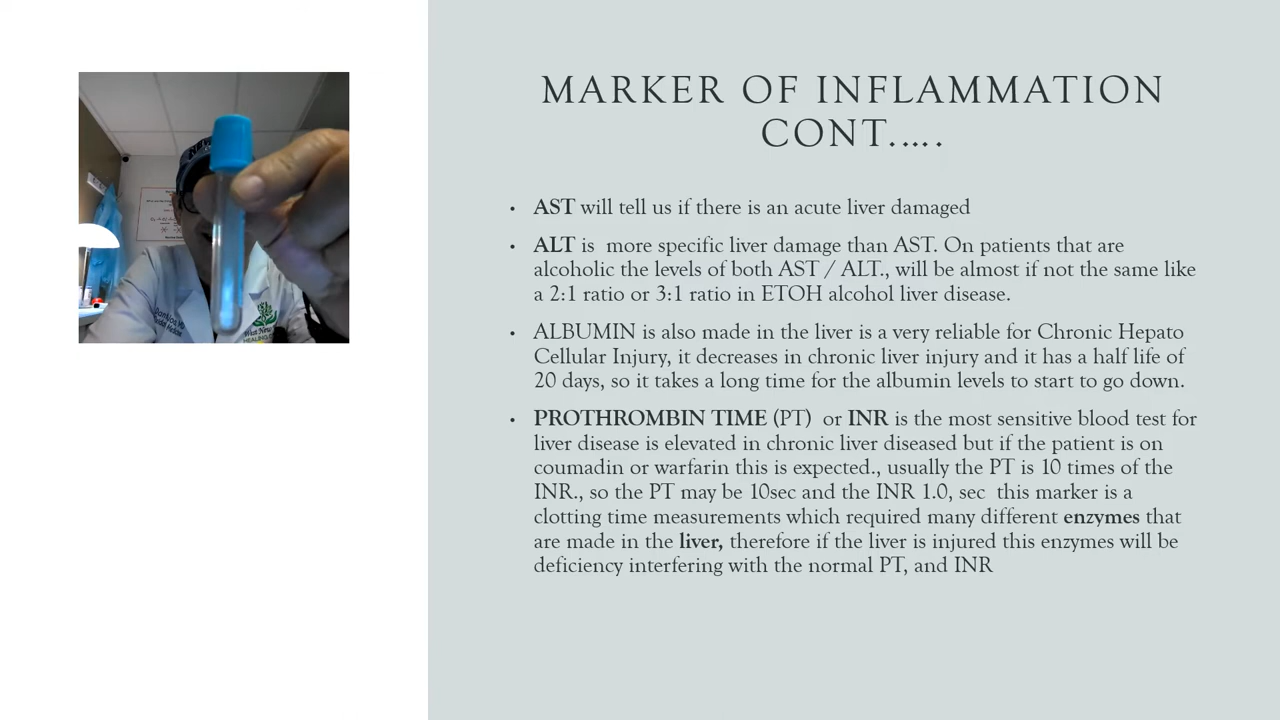 MARKER OF INFLAMMATION
CONT.….
• AST will tell us if there is an acute liver damaged
• ALT is  more specific liver damage than AST. On patients that are
alcoholic the levels of both AST / ALT., will be almost if not the same like
a 2:1 ratio or 3:1 ratio in ETOH alcohol liver disease.
• ALBUMIN is also made in the liver is a very reliable for Chronic Hepato
Cellular Injury, it decreases in chronic liver injury and it has a half life of
20 days, so it takes a long time for the albumin levels to start to go down.
• PROTHROMBIN TIME (PT)  or INR is the most sensitive blood test for
liver disease is elevated in chronic liver diseased but if the patient is on
coumadin or warfarin this is expected., usually the PT is 10 times of the
INR., so the PT may be 10sec and the INR 1.0, sec  this marker is a
clotting time measurements which required many different enzymes that
are made in the liver, therefore if the liver is injured this enzymes will be
deficiency interfering with the normal PT, and INR
West New
HEALING